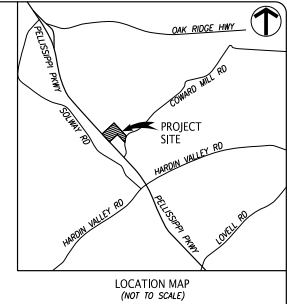 OAK RIDGE HWY
PELLISSIPPI PKWY
COWARD MILL RD
SOLWAY RD
PROJECT
SITE
HARDIN VALLEY RD
HARDIN VALLEY RD
PELLISSIPPI PKWY
LOVELL RD
LOCATION MAP
(NOT TO SCALE)